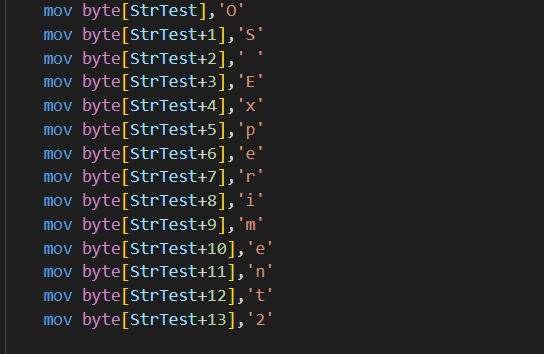 mov byte[StrTest],'O'
mov byte[StrTest+1],'S'
mov byte[StrTest+2],' '
mov byte[StrTest+3],'E'
mov byte[StrTest+4],'x'
mov byte[StrTest+5],'p'
mov byte[StrTest+6],'e'
mov byte[StrTest+7],'r'
mov byte[StrTest+8],'i'
mov byte[StrTest+9],'m'
mov byte[StrTest+10],'e'
mov byte[StrTest+11],'n'
mov byte[StrTest+12],'t'
mov byte[StrTest+13],'2'